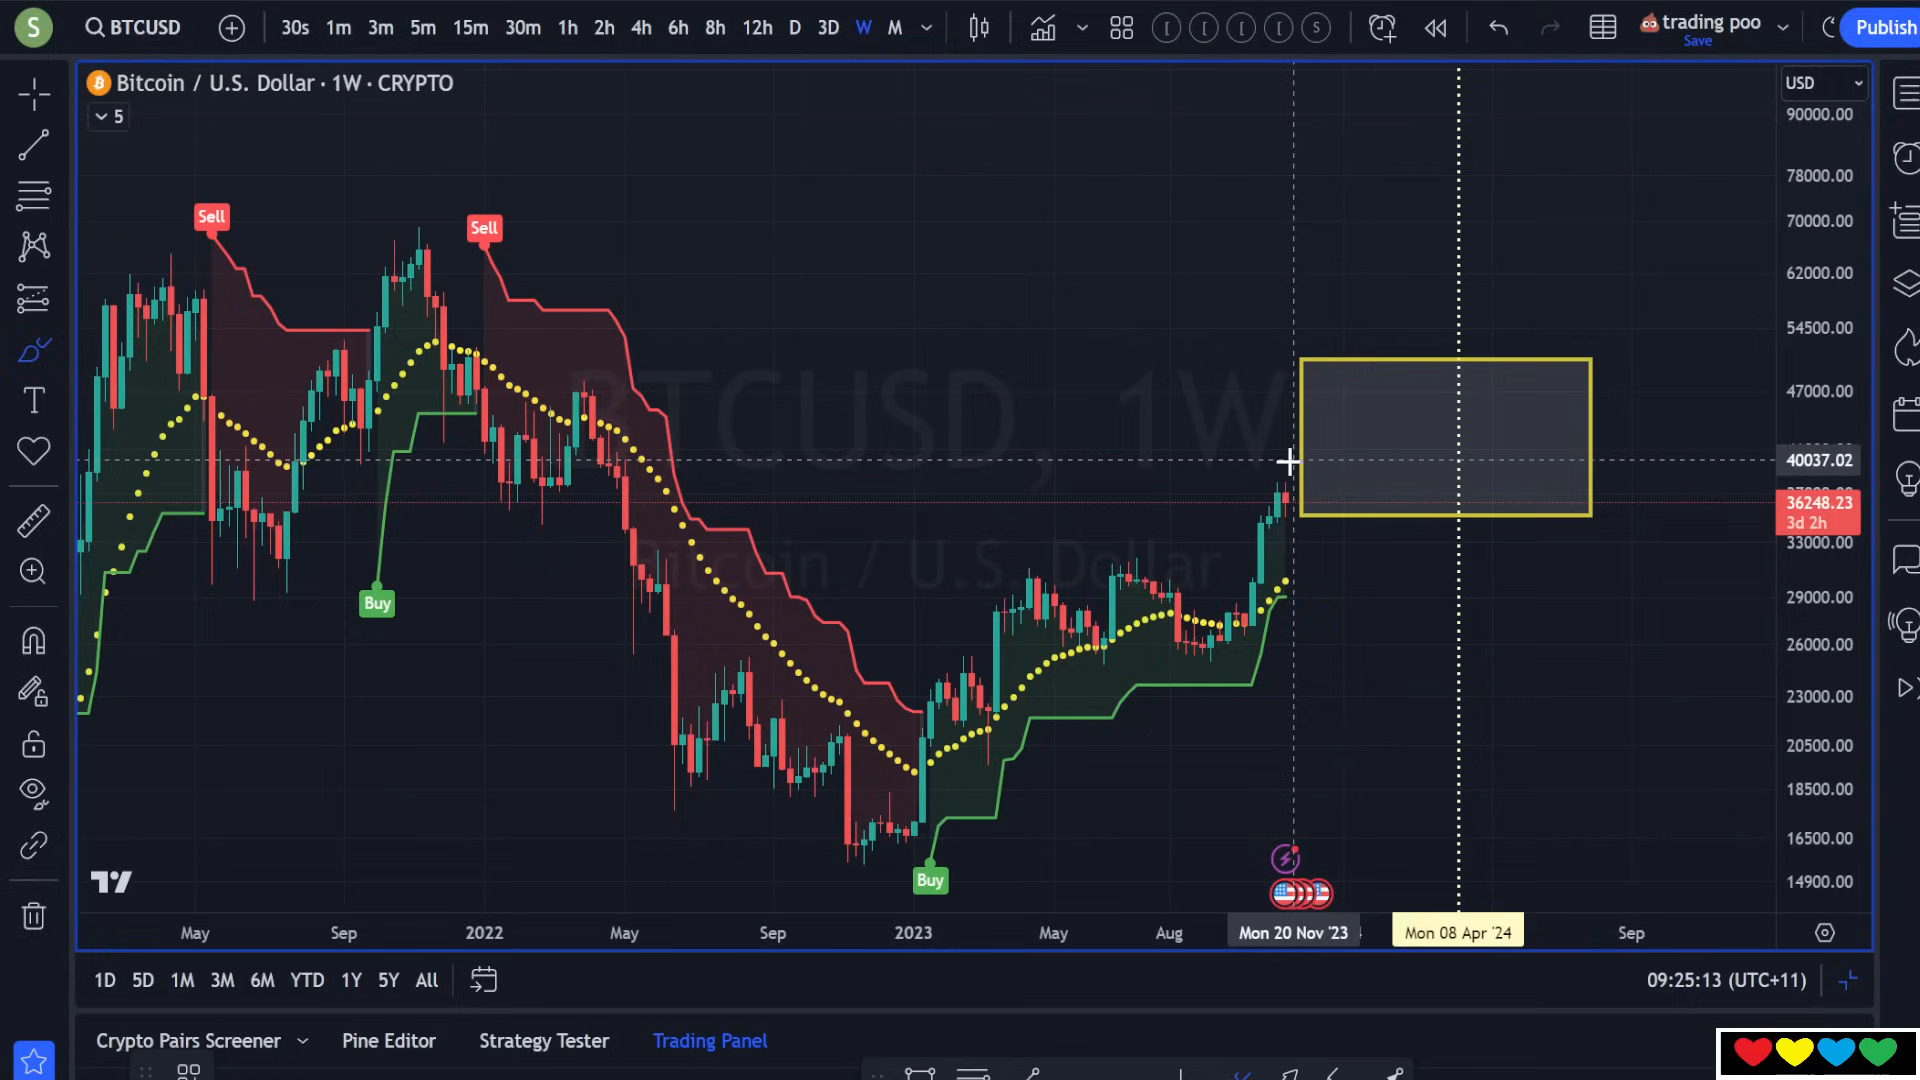 S BTCUSD 30s 1m 3m 5m 15m 30m 1h 2h 4h 6h 8h 12h D 3D W M S trading poo Save Publish
Bitcoin / U.S. Dollar · 1W · CRYPTO
5
USD
90000.00
78000.00
70000.00
62000.00
54500.00
47000.00
40037.02
36248.23
3d 2h
33000.00
29000.00
26000.00
23000.00
20500.00
18500.00
16500.00
14900.00
Sell
Sell
Buy
Buy
BTCUSD, 1W
Bitcoin / U.S. Dollar
May Sep 2022 May Sep 2023 May Aug Mon 20 Nov '23 Mon 08 Apr '24 Sep
1D 5D 1M 3M 6M YTD 1Y 5Y All 09:25:13 (UTC+11)
Crypto Pairs Screener Pine Editor Strategy Tester Trading Panel